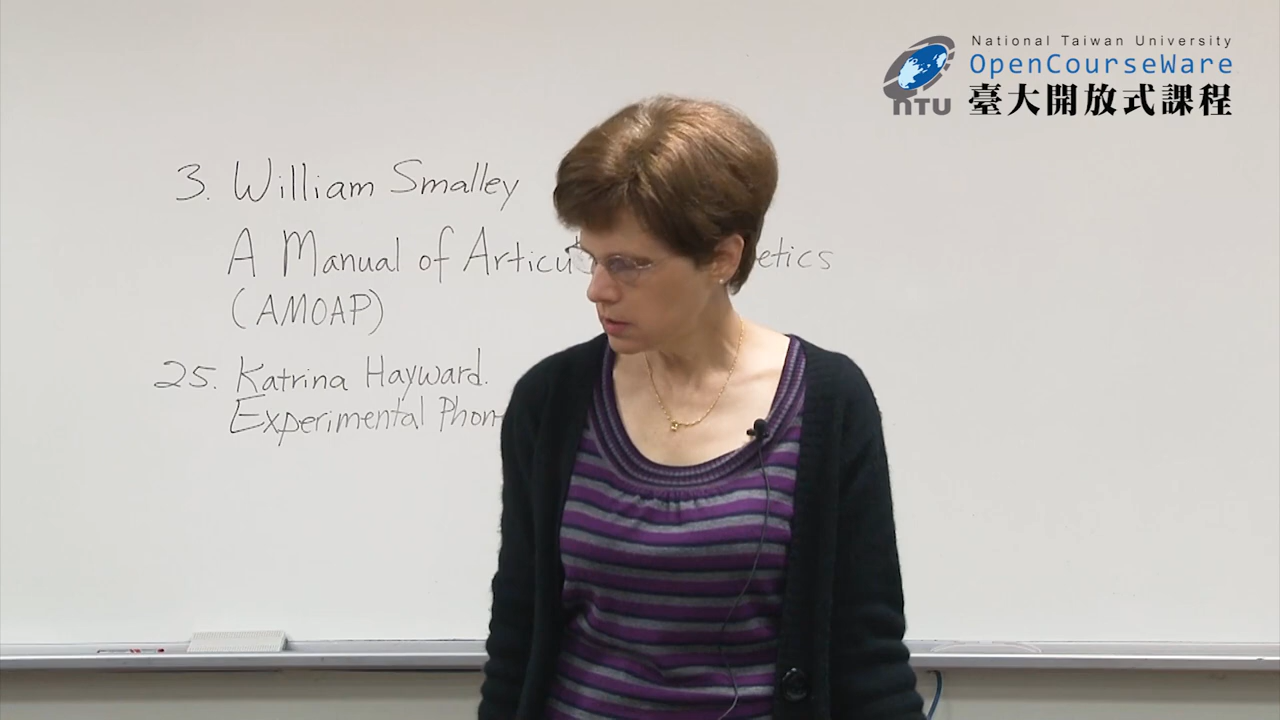 National Taiwan University
OpenCourseWare
臺大開放式課程
NTU
3. William Smalley
A Manual of Articu etics
(AMOAP)
25. Katrina Hayward.
Experimental Phon